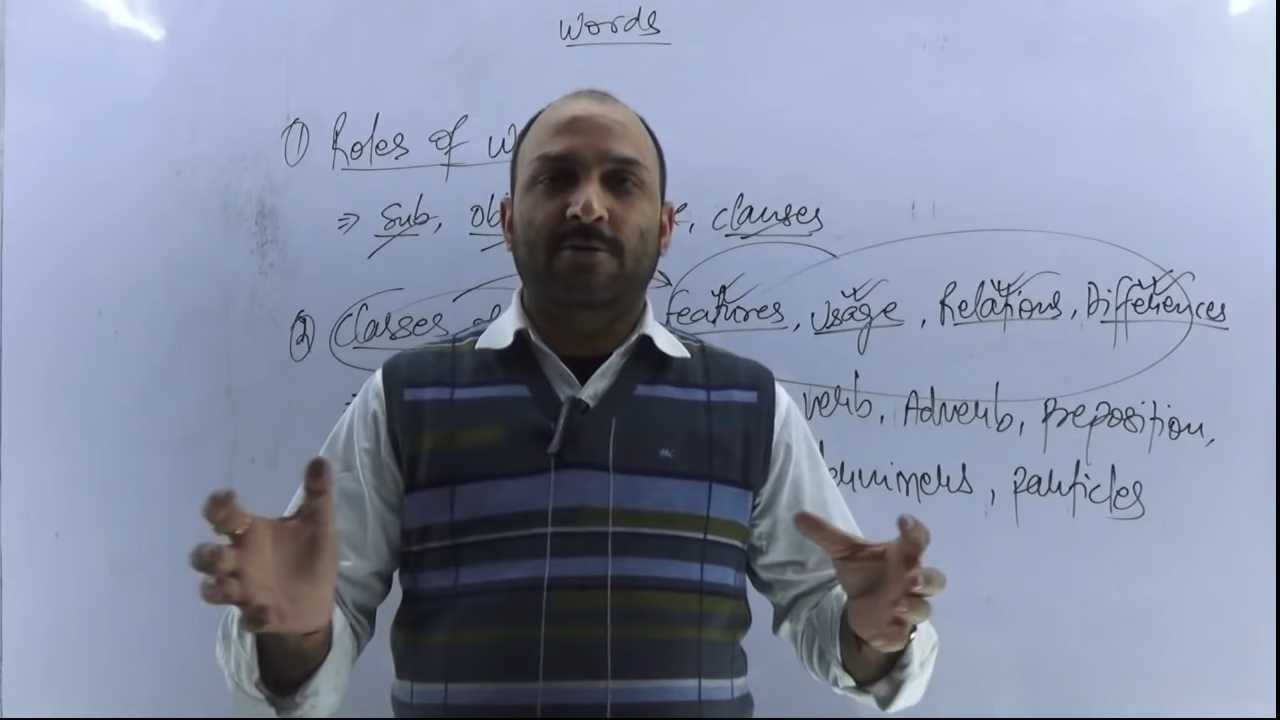 Words
1) Roles of
⇒ Sub, clauses
2) Classes features, Usage, Relations, Differences
verb, Adverb, preposition,
particles